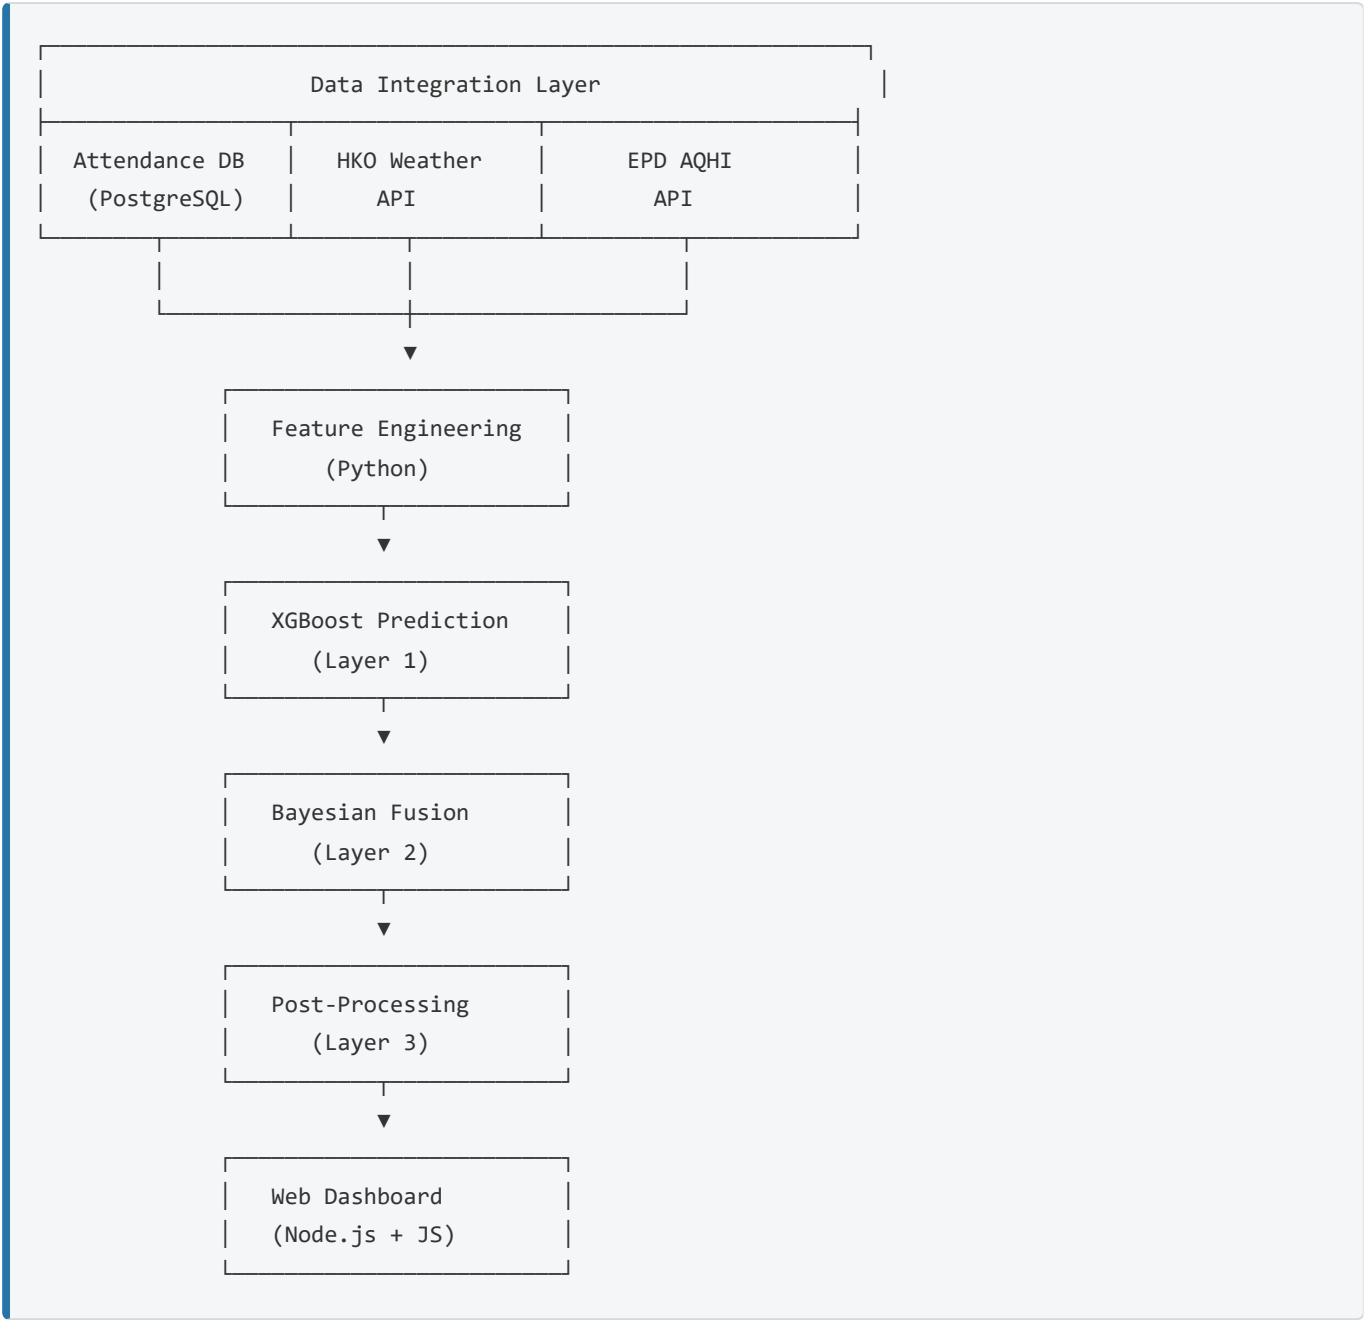 Data Integration Layer
Attendance DB HKO Weather EPD AQHI
(PostgreSQL) API API
Feature Engineering
(Python)
XGBoost Prediction
(Layer 1)
Bayesian Fusion
(Layer 2)
Post-Processing
(Layer 3)
Web Dashboard
(Node.js + JS)